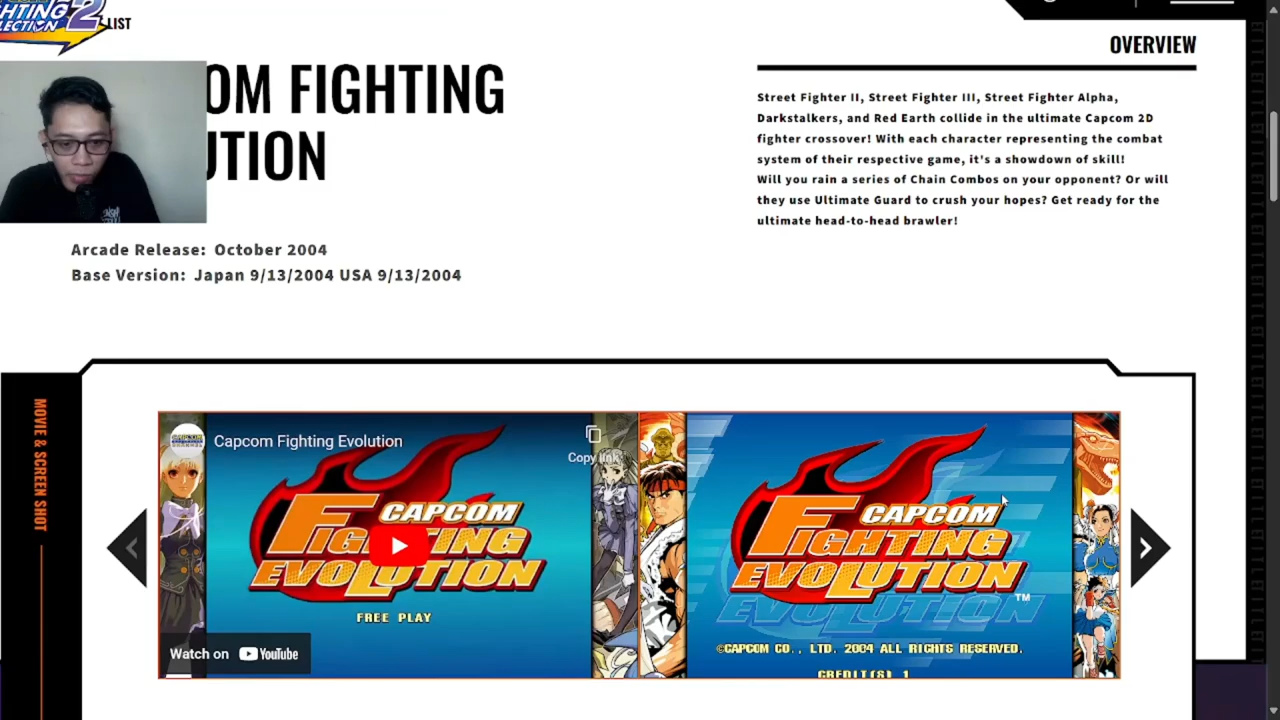 HTING 2
LECTION
LIST
OM FIGHTING
UTION
Arcade Release: October 2004
Base Version: Japan 9/13/2004 USA 9/13/2004
OVERVIEW
Street Fighter II, Street Fighter III, Street Fighter Alpha,
Darkstalkers, and Red Earth collide in the ultimate Capcom 2D
fighter crossover! With each character representing the combat
system of their respective game, it's a showdown of skill!
Will you rain a series of Chain Combos on your opponent? Or will
they use Ultimate Guard to crush your hopes? Get ready for the
ultimate head-to-head brawler!
MOVIE & SCREEN SHOT
Capcom Fighting Evolution
Copy link
CAPCOM
FIGHTING
EVOLUTION
FREE PLAY
Watch on YouTube
CAPCOM
FIGHTING
EVOLUTION™
EVOLUTION
©CAPCOM CO., LTD. 2004 ALL RIGHTS RESERVED.
CREDIT(S) 1